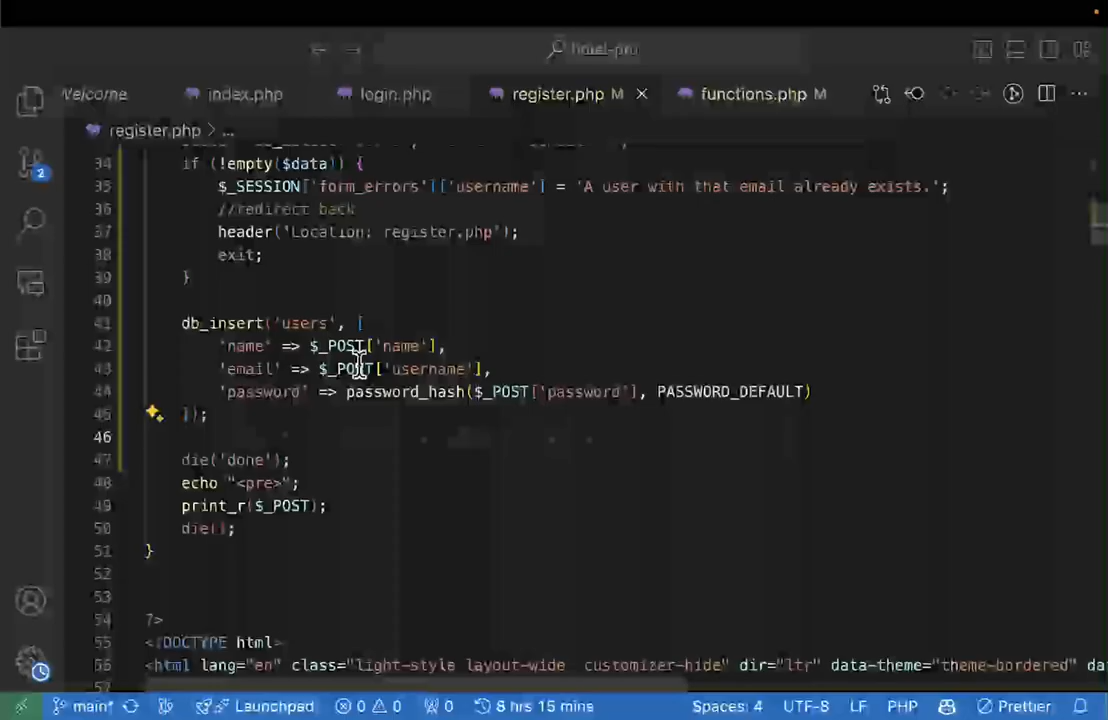 hotel-pro
Welcome index.php login.php register.php M functions.php M
register.php > ...
34 if (!empty($data)) {
35 $_SESSION['form_errors']['username'] = 'A user with that email already exists.';
36 //redirect back
37 header('Location: register.php');
38 exit;
39 }
40
41 db_insert('users', [
42 'name' => $_POST['name'],
43 'email' => $_POST['username'],
44 'password' => password_hash($_POST['password'], PASSWORD_DEFAULT)
45 ]);
46
47 die('done');
48 echo "<pre>";
49 print_r($_POST);
50 die();
51 }
52
53
54 ?>
55 <!DOCTYPE html>
56 <html lang="en" class="light-style layout-wide customizer-hide" dir="ltr" data-theme="theme-bordered" da
57
2
main* Launchpad 0 0 0 8 hrs 15 mins Spaces: 4 UTF-8 LF PHP Prettier